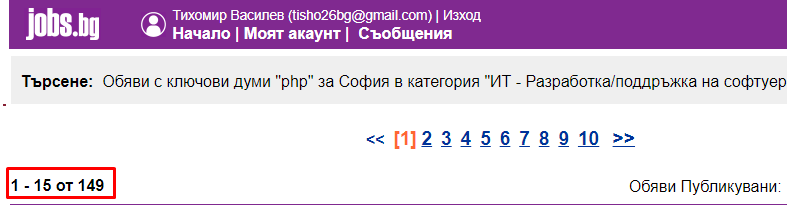 jobs.bg
Тихомир Василев (tisho26bg@gmail.com) | Изход
Начало | Моят акаунт | Съобщения
Търсене: Обяви с ключови думи "php" за София в категория "ИТ - Разработка/поддръжка на софтуер
<< [1] 2 3 4 5 6 7 8 9 10 >>
1 - 15 от 149
Обяви Публикувани: